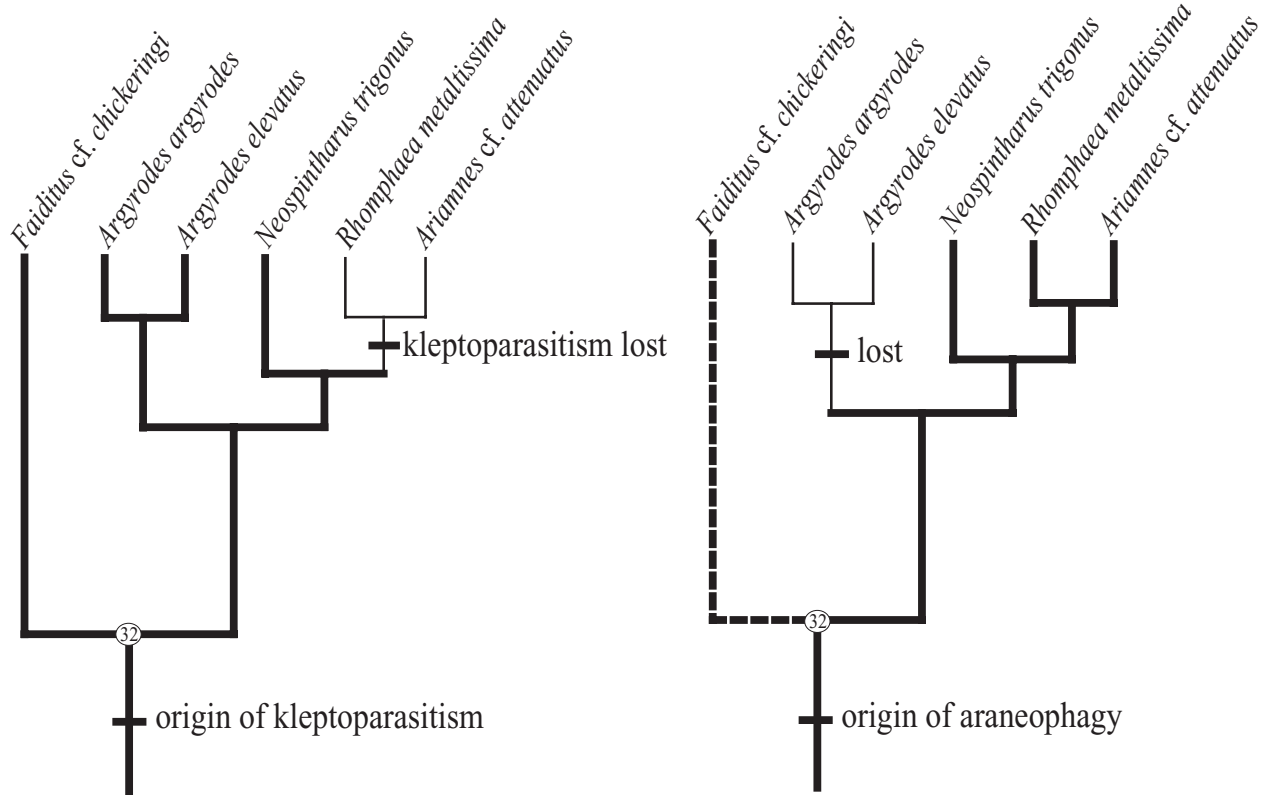 Faiditus cf. chickeringi
Argyrodes argyrodes
Argyrodes elevatus
Neospintharus trigonus
Rhomphaea metaltissima
Ariamnes cf. attenuatus
kleptoparasitism lost
32
origin of kleptoparasitism
Faiditus cf. chickeringi
Argyrodes argyrodes
Argyrodes elevatus
Neospintharus trigonus
Rhomphaea metaltissima
Ariamnes cf. attenuatus
lost
32
origin of araneophagy